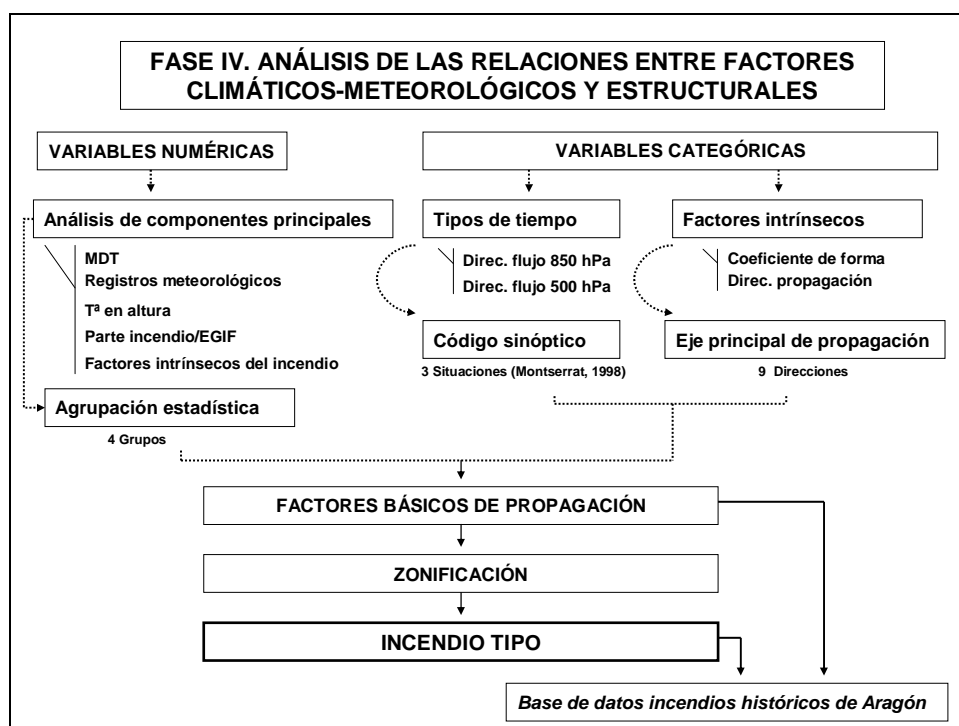 FASE IV. ANÁLISIS DE LAS RELACIONES ENTRE FACTORES
CLIMÁTICOS-METEOROLÓGICOS Y ESTRUCTURALES
VARIABLES NUMÉRICAS
VARIABLES CATEGÓRICAS
Análisis de componentes principales
MDT
Registros meteorológicos
Tª en altura
Parte incendio/EGIF
Factores intrínsecos del incendio
Agrupación estadística
4 Grupos
Tipos de tiempo
Direc. flujo 850 hPa
Direc. flujo 500 hPa
Código sinóptico
3 Situaciones (Montserrat, 1998)
Factores intrínsecos
Coeficiente de forma
Direc. propagación
Eje principal de propagación
9 Direcciones
FACTORES BÁSICOS DE PROPAGACIÓN
ZONIFICACIÓN
INCENDIO TIPO
Base de datos incendios históricos de Aragón